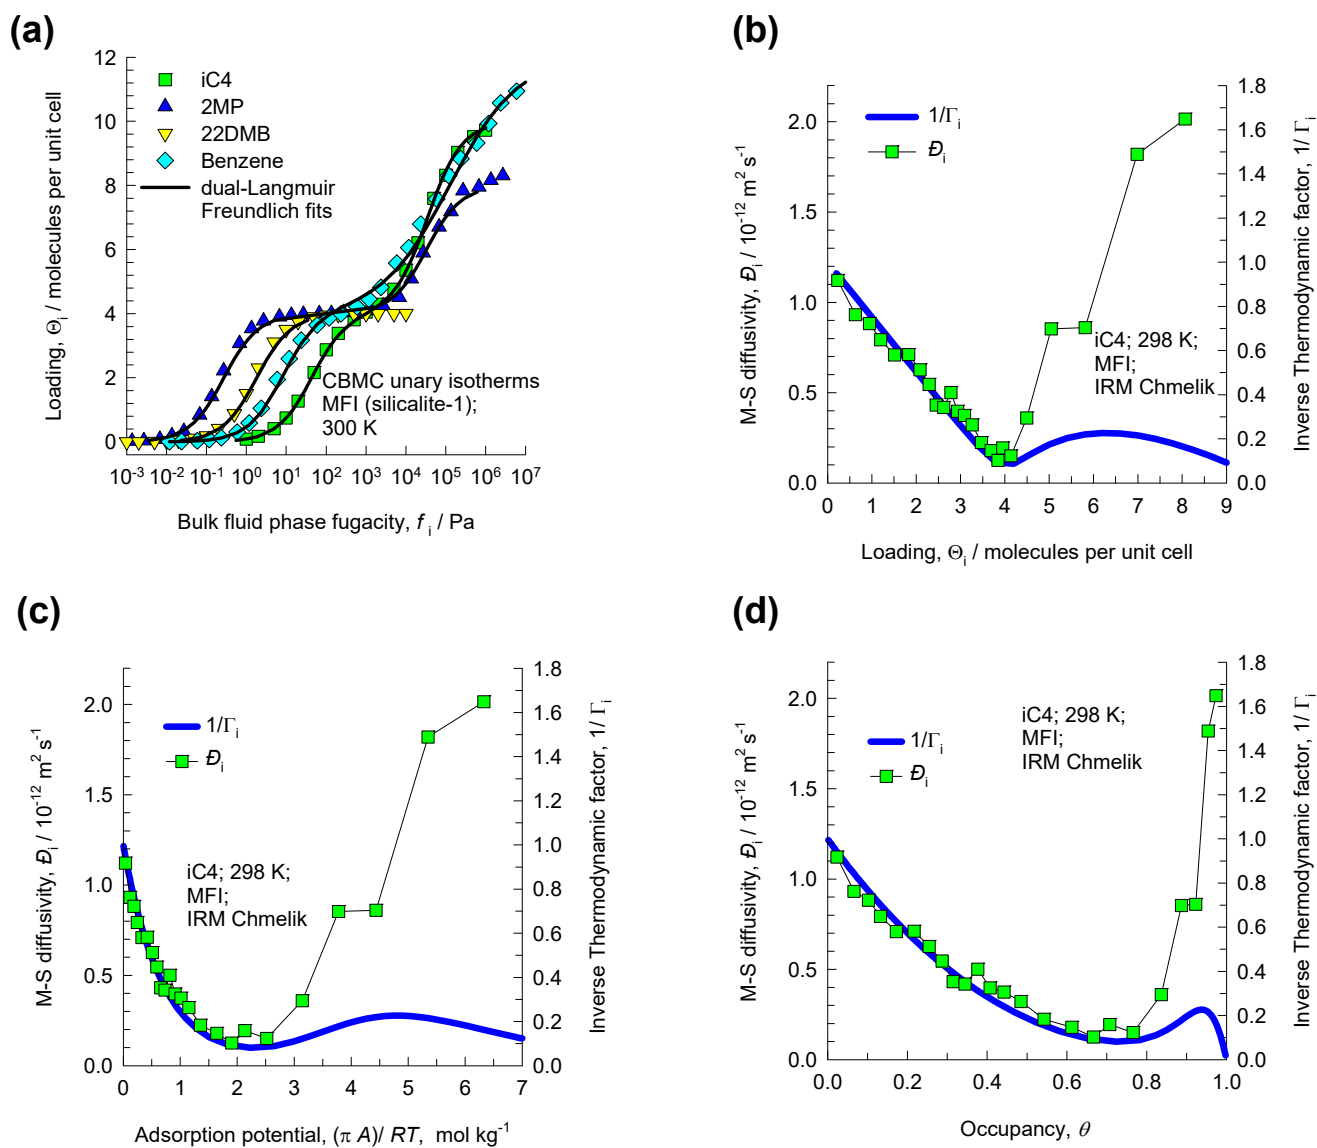 (a)
12
10
8
6
4
2
0
Loading, Θi / molecules per unit cell
iC4
2MP
22DMB
Benzene
dual-Langmuir
Freundlich fits
CBMC unary isotherms
MFI (silicalite-1);
300 K
10-3 10-2 10-1 100 101 102 103 104 105 106 107
Bulk fluid phase fugacity, fi / Pa
(b)
2.0
1.5
1.0
0.5
0.0
M-S diffusivity, Đi / 10-12 m2 s-1
1/Γi
Đi
iC4; 298 K;
MFI;
IRM Chmelik
1.8
1.6
1.4
1.2
1.0
0.8
0.6
0.4
0.2
0.0
Inverse Thermodynamic factor, 1/ Γi
0 1 2 3 4 5 6 7 8 9
Loading, Θi / molecules per unit cell
(c)
2.0
1.5
1.0
0.5
0.0
M-S diffusivity, Đi / 10-12 m2 s-1
1/Γi
Đi
iC4; 298 K;
MFI;
IRM Chmelik
1.8
1.6
1.4
1.2
1.0
0.8
0.6
0.4
0.2
0.0
Inverse Thermodynamic factor, 1/ Γi
0 1 2 3 4 5 6 7
Adsorption potential, (π A)/ RT, mol kg-1
(d)
2.0
1.5
1.0
0.5
0.0
M-S diffusivity, Đi / 10-12 m2 s-1
iC4; 298 K;
MFI;
IRM Chmelik
1/Γi
Đi
1.8
1.6
1.4
1.2
1.0
0.8
0.6
0.4
0.2
0.0
Inverse Thermodynamic factor, 1/ Γi
0.0 0.2 0.4 0.6 0.8 1.0
Occupancy, θ